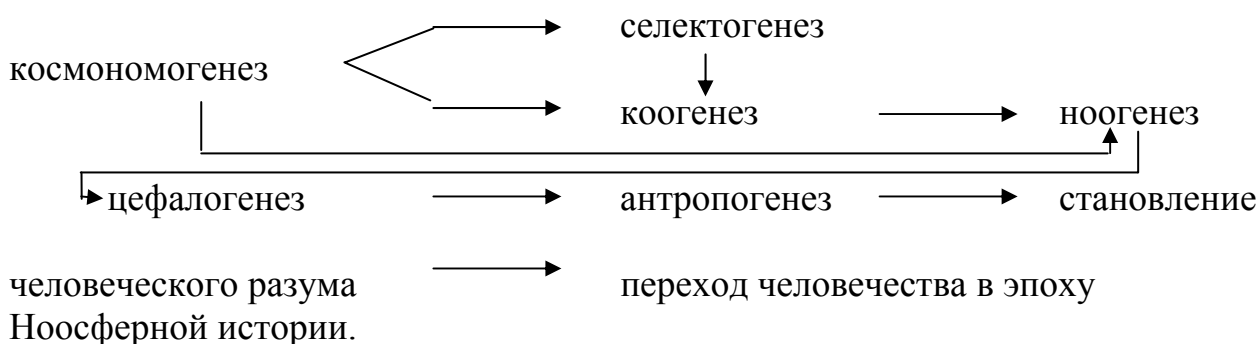 селектогенез
космономогенез
коогенез ноогенез
цефалогенез антропогенез становление
человеческого разума переход человечества в эпоху
Ноосферной истории.